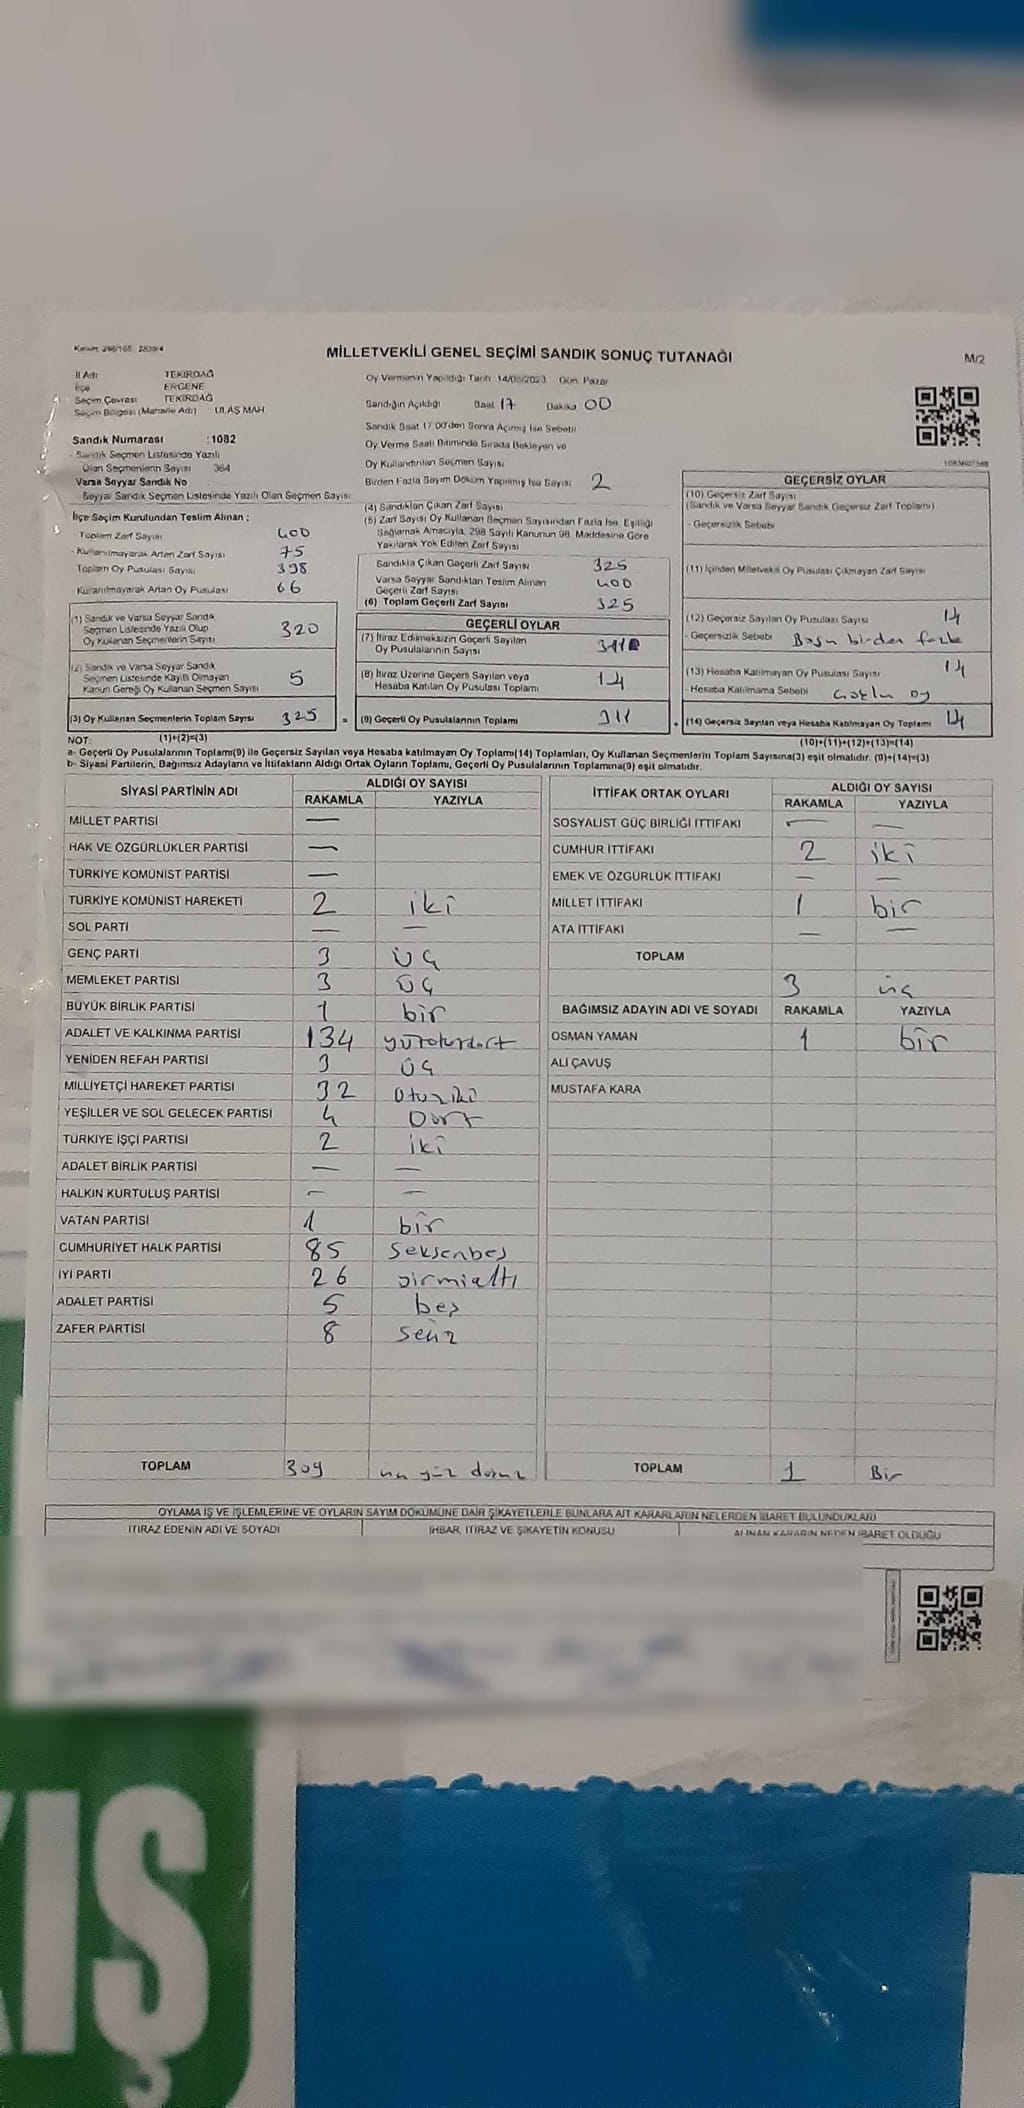 Kanun: 298/105 2839/4
MİLLETVEKİLİ GENEL SEÇİMİ SANDIK SONUÇ TUTANAĞI
M/2
İl Adı TEKİRDAĞ
İlçe ERGENE
Seçim Çevresi TEKİRDAĞ
Seçim Bölgesi (Mahalle Adı) ULAŞ MAH
Sandık Numarası :1082
- Sandık Seçmen Listesinde Yazılı
Olan Seçmenlerin Sayısı 364
Varsa Seyyar Sandık No
Seyyar Sandık Seçmen Listesinde Yazılı Olan Seçmen Sayısı
İlçe Seçim Kurulundan Teslim Alınan :
- Toplam Zarf Sayısı 400
- Kullanılmayarak Artan Zarf Sayısı 75
Toplam Oy Pusulası Sayısı 398
Kullanılmayarak Artan Oy Pusulası 66
Oy Vermenin Yapıldığı Tarih 14/05/2023 Gün Pazar
Sandığın Açıldığı Saat 17 Dakika 00
Sandık Saat 17:00'den Sonra Açılmış İse Sebebi
Oy Verme Saati Bitiminde Sırada Bekleyen ve
Oy Kullandırılan Seçmen Sayısı
Birden Fazla Sayım Döküm Yapılmış İse Sayısı 2
(4) Sandıktan Çıkan Zarf Sayısı
(5) Zarf Sayısı Oy Kullanan Seçmen Sayısından Fazla İse, Eşitliği
Sağlamak Amacıyla, 298 Sayılı Kanunun 98. Maddesine Göre
Yakılarak Yok Edilen Zarf Sayısı
Sandıkta Çıkan Geçerli Zarf Sayısı 325
Varsa Seyyar Sandıktan Teslim Alınan
Geçerli Zarf Sayısı 400
(6) Toplam Geçerli Zarf Sayısı 325
GEÇERSİZ OYLAR
(10) Geçersiz Zarf Sayısı
(Sandık ve Varsa Seyyar Sandık Geçersiz Zarf Toplamı)
- Geçersizlik Sebebi
(11) İçinden Milletvekili Oy Pusulası Çıkmayan Zarf Sayısı
(12) Geçersiz Sayılan Oy Pusulası Sayısı 14
- Geçersizlik Sebebi birden fazla
(13) Hesaba Katılmayan Oy Pusulası Sayısı 14
- Hesaba Katılmama Sebebi oy
(14) Geçersiz Sayılan veya Hesaba Katılmayan Oy Toplamı 14
(10)+(11)+(12)+(13)=(14)
(1) Sandık ve Varsa Seyyar Sandık
Seçmen Listesinde Yazılı Olup
Oy Kullanan Seçmenlerin Sayısı 320
(2) Sandık ve Varsa Seyyar Sandık
Seçmen Listesinde Kayıtlı Olmayan
Kanun Gereği Oy Kullanan Seçmen Sayısı 5
(3) Oy Kullanan Seçmenlerin Toplam Sayısı 325 =
GEÇERLİ OYLAR
(7) İtiraz Edilmeksizin Geçerli Sayılan
Oy Pusulalarının Sayısı
(8) İtiraz Üzerine Geçerli Sayılan veya
Hesaba Katılan Oy Pusulası Toplamı 14
(9) Geçerli Oy Pusulalarının Toplamı 311 +
NOT: (1)+(2)=(3)
a- Geçerli Oy Pusulalarının Toplamı(9) ile Geçersiz Sayılan veya Hesaba katılmayan Oy Toplamı(14) Toplamları, Oy Kullanan Seçmenlerin Toplam Sayısına(3) eşit olmalıdır. (9)+(14)=(3)
b- Siyasi Partilerin, Bağımsız Adayların ve İttifakların Aldığı Ortak Oyların Toplamı, Geçerli Oy Pusulalarının Toplamına(9) eşit olmalıdır.
SİYASİ PARTİNİN ADI ALDIĞI OY SAYISI
RAKAMLA YAZIYLA
MİLLET PARTİSİ —
HAK VE ÖZGÜRLÜKLER PARTİSİ —
TÜRKİYE KOMÜNİST PARTİSİ —
TÜRKİYE KOMÜNİST HAREKETİ 2 iki
SOL PARTİ — —
GENÇ PARTİ 3 üç
MEMLEKET PARTİSİ 3 üç
BÜYÜK BİRLİK PARTİSİ 1 bir
ADALET VE KALKINMA PARTİSİ 134 yüzoturdört
YENİDEN REFAH PARTİSİ 3 üç
MİLLİYETÇİ HAREKET PARTİSİ 32 otuziki
YEŞİLLER VE SOL GELECEK PARTİSİ 4 Dört
TÜRKİYE İŞÇİ PARTİSİ 2 iki
ADALET BİRLİK PARTİSİ — —
HALKIN KURTULUŞ PARTİSİ — —
VATAN PARTİSİ 1 bir
CUMHURİYET HALK PARTİSİ 85 seksenbeş
İYİ PARTİ 26 yirmialtı
ADALET PARTİSİ 5 beş
ZAFER PARTİSİ 8 sekiz
TOPLAM 309 üç yüz dokuz
İTTİFAK ORTAK OYLARI ALDIĞI OY SAYISI
RAKAMLA YAZIYLA
SOSYALİST GÜÇ BİRLİĞİ İTTİFAKI — —
CUMHUR İTTİFAKI 2 iki
EMEK VE ÖZGÜRLÜK İTTİFAKI — —
MİLLET İTTİFAKI 1 bir
ATA İTTİFAKI — —
TOPLAM
3 üç
BAĞIMSIZ ADAYIN ADI VE SOYADI RAKAMLA YAZIYLA
OSMAN YAMAN 1 bir
ALİ ÇAVUŞ
MUSTAFA KARA
TOPLAM 1 Bir
OYLAMA İŞ VE İŞLEMLERİNE VE OYLARIN SAYIM DÖKÜMÜNE DAİR ŞİKAYETLERLE BUNLARA AİT KARARLARIN NELERDEN İBARET BULUNDUKLARI
İTİRAZ EDENİN ADI VE SOYADI İHBAR, İTİRAZ VE ŞİKAYETİN KONUSU ALINAN KARARIN NEDEN İBARET OLDUĞU
IŞ